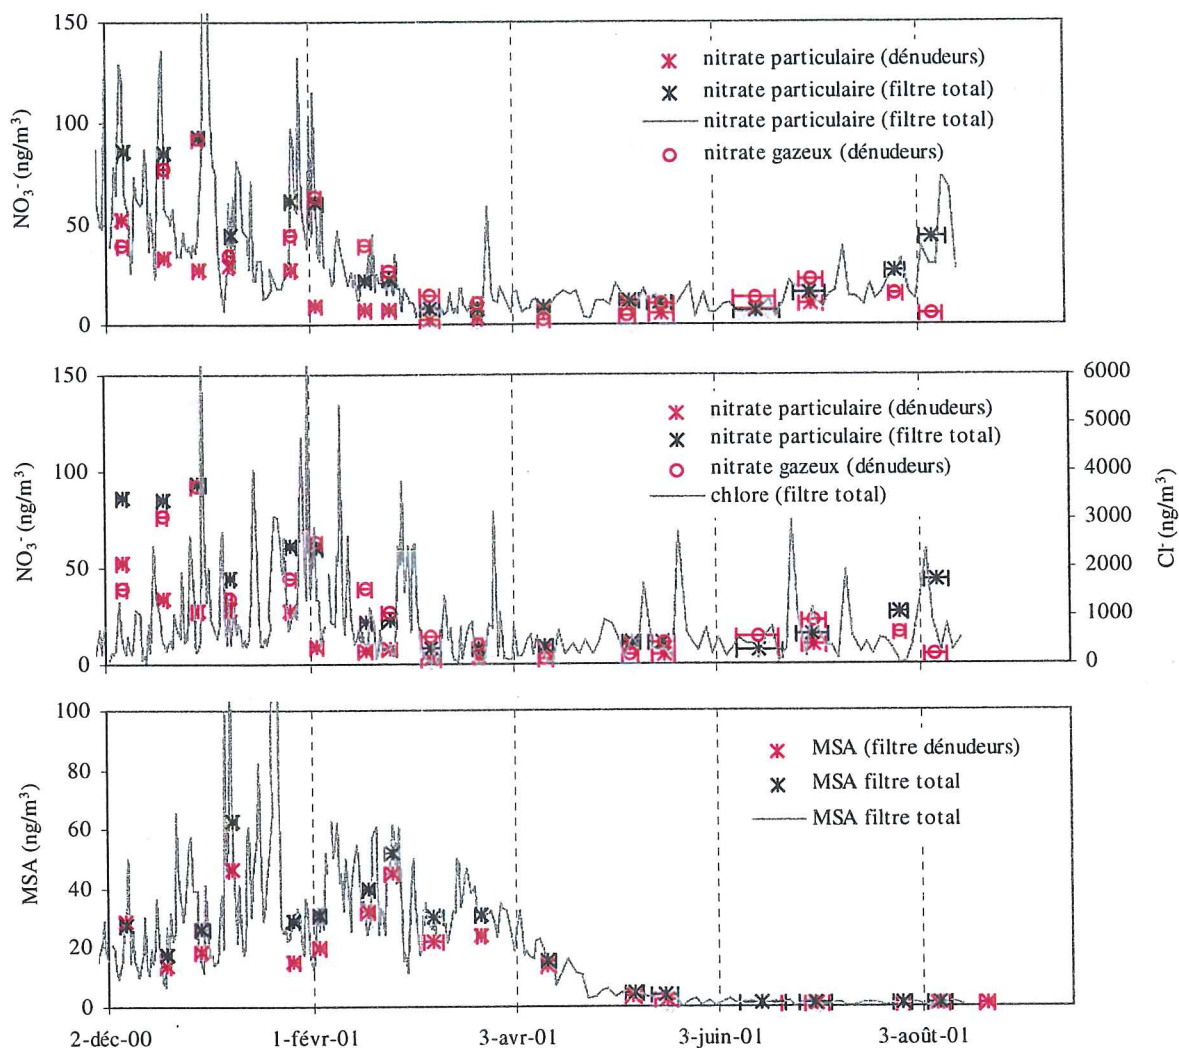 150
100
50
0
NO₃⁻ (ng/m³)
nitrate particulaire (dénudeurs)
nitrate particulaire (filtre total)
nitrate particulaire (filtre total)
nitrate gazeux (dénudeurs)
150
100
50
0
NO₃⁻ (ng/m³)
nitrate particulaire (dénudeurs)
nitrate particulaire (filtre total)
nitrate gazeux (dénudeurs)
chlore (filtre total)
6000
5000
4000
3000
2000
1000
0
Cl⁻ (ng/m³)
100
80
60
40
20
0
MSA (ng/m³)
MSA (filtre dénudeurs)
MSA filtre total
MSA filtre total
2-déc-00 1-févr-01 3-avr-01 3-juin-01 3-août-01